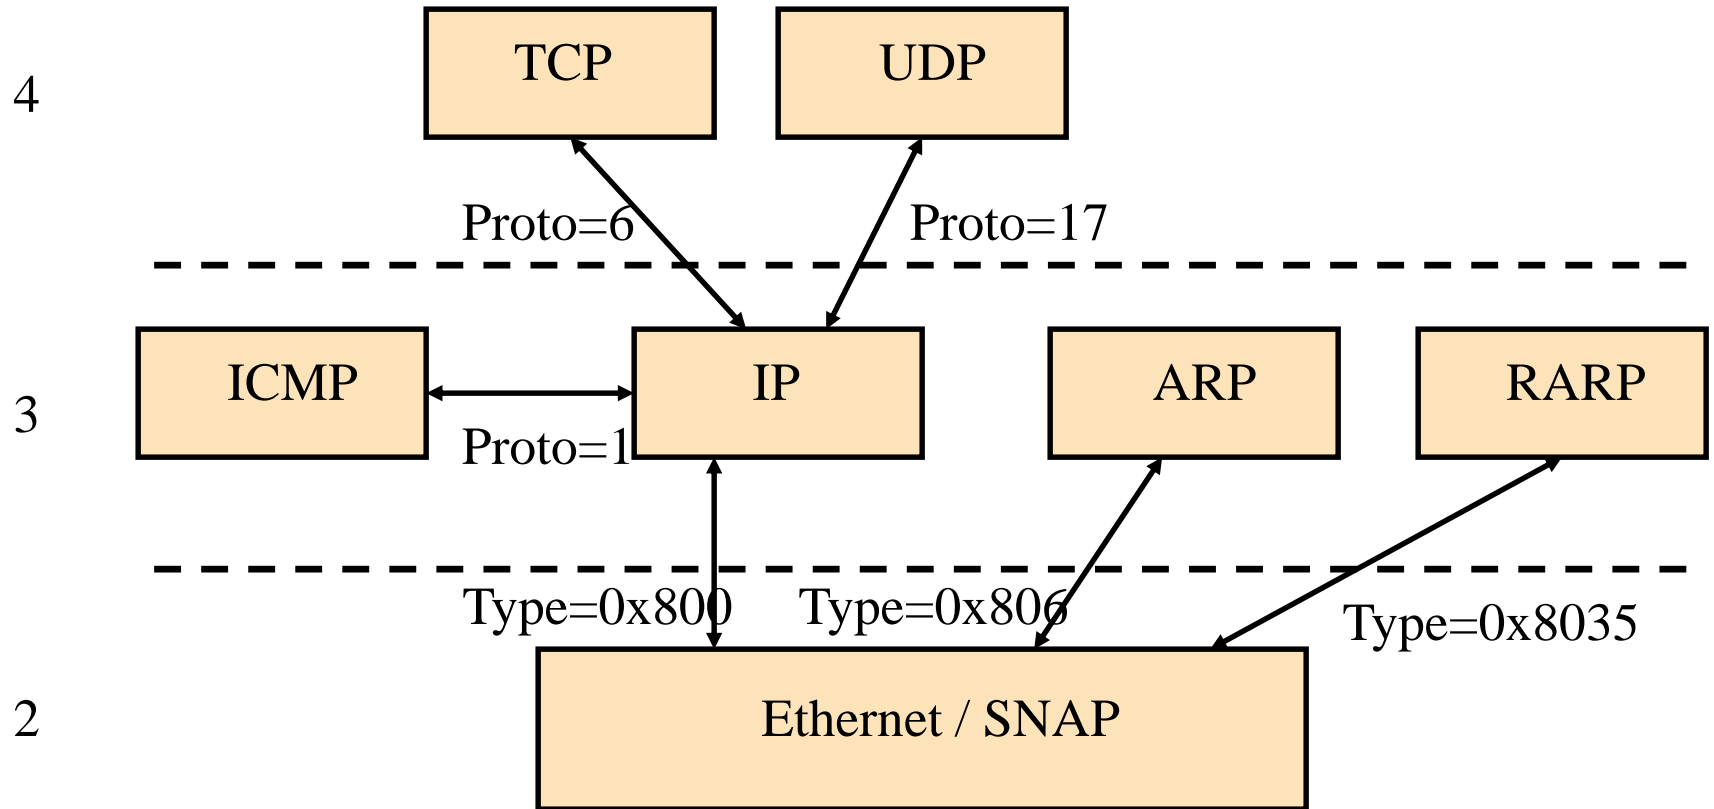 TCP
UDP
4
Proto=6
Proto=17
ICMP
IP
ARP
RARP
3
Proto=1
Type=0x800
Type=0x806
Type=0x8035
2
Ethernet / SNAP